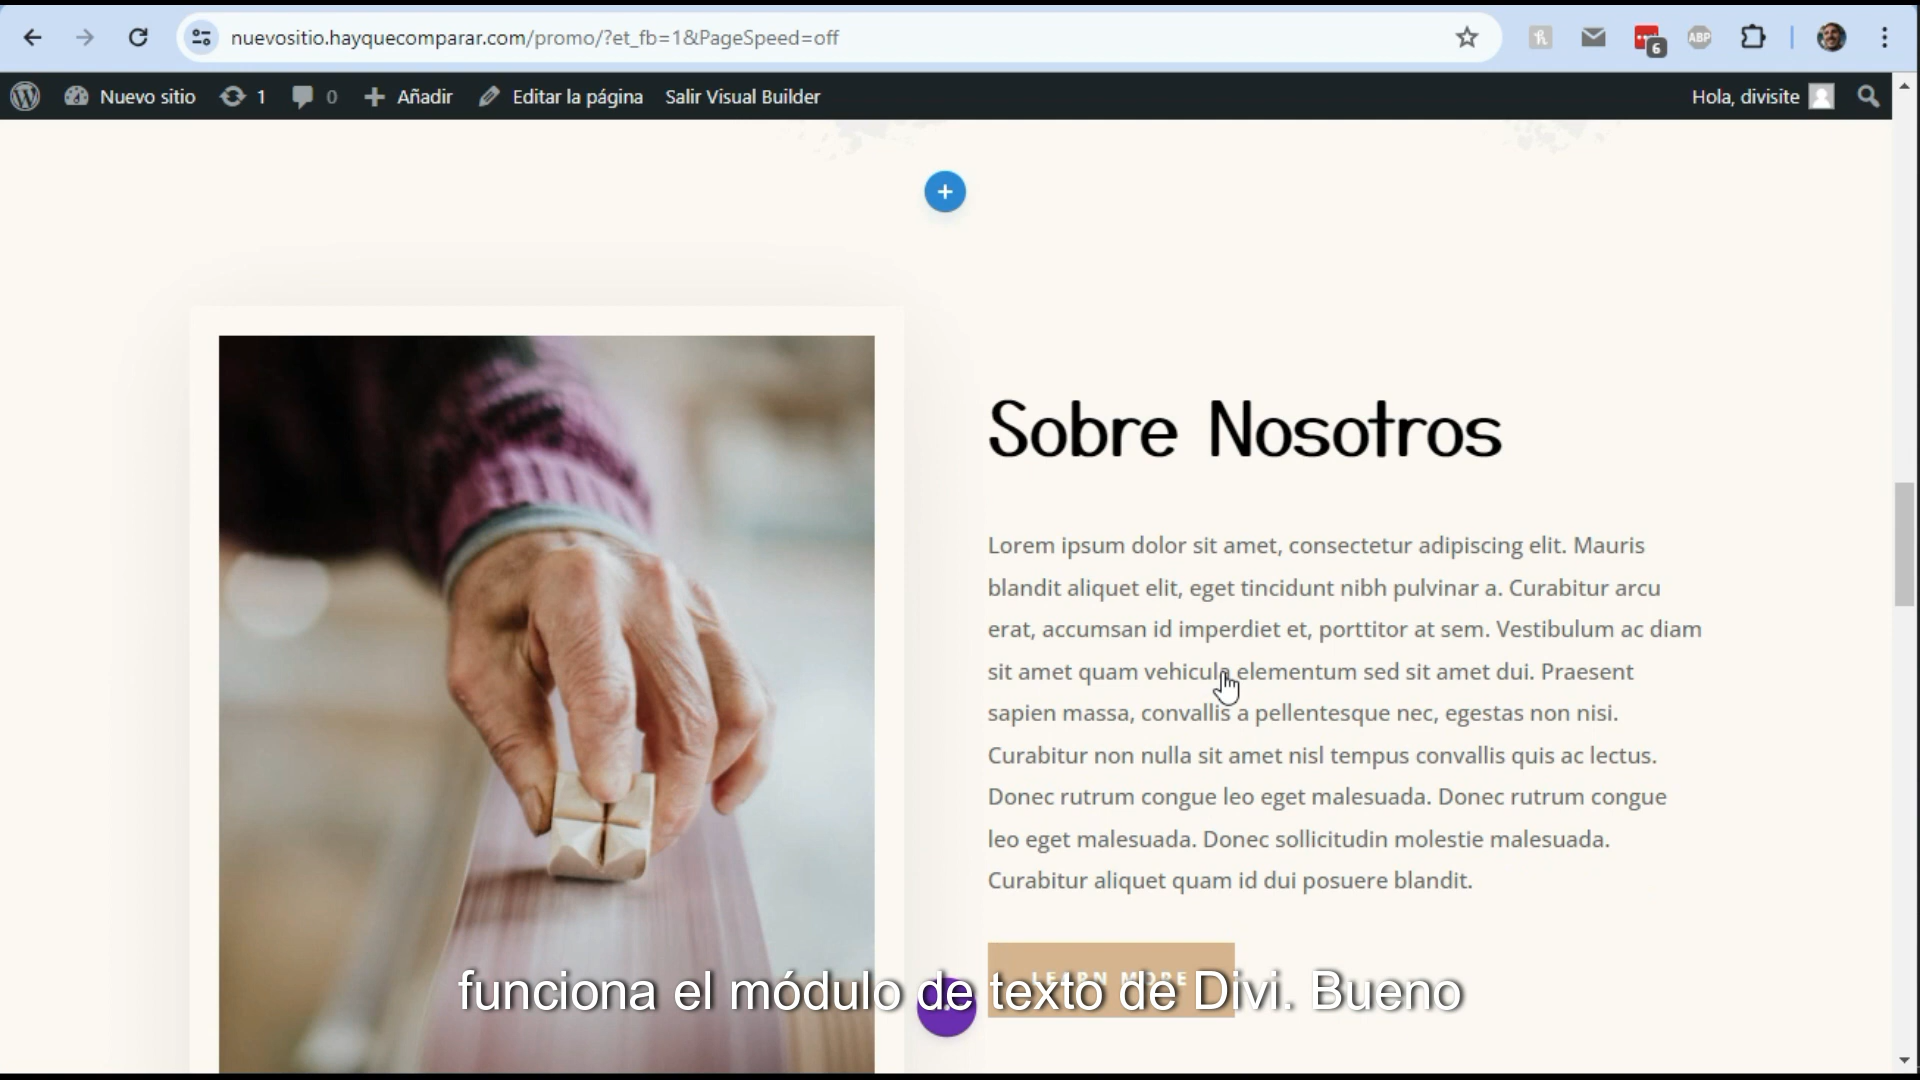 nuevositio.hayquecomparar.com/promo/?et_fb=1&PageSpeed=off
6
ABP
Nuevo sitio
1
0
Añadir
Editar la página
Salir Visual Builder
Hola, divisite
Sobre Nosotros
Lorem ipsum dolor sit amet, consectetur adipiscing elit. Mauris
blandit aliquet elit, eget tincidunt nibh pulvinar a. Curabitur arcu
erat, accumsan id imperdiet et, porttitor at sem. Vestibulum ac diam
sit amet quam vehicula elementum sed sit amet dui. Praesent
sapien massa, convallis a pellentesque nec, egestas non nisi.
Curabitur non nulla sit amet nisl tempus convallis quis ac lectus.
Donec rutrum congue leo eget malesuada. Donec rutrum congue
leo eget malesuada. Donec sollicitudin molestie malesuada.
Curabitur aliquet quam id dui posuere blandit.
LEARN MORE
funciona el módulo de texto de Divi. Bueno